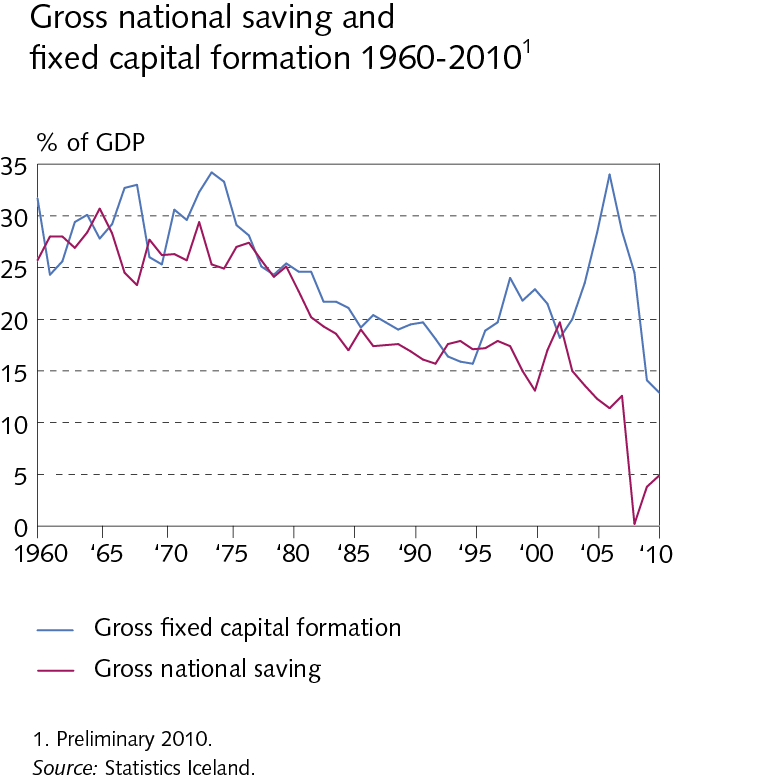 Gross national saving and
fixed capital formation 1960-2010¹
% of GDP
35
30
25
20
15
10
5
0
1960 ‘65 ‘70 ‘75 ‘80 ‘85 ‘90 ‘95 ‘00 ‘05 ‘10
Gross fixed capital formation
Gross national saving
1. Preliminary 2010.
Source: Statistics Iceland.